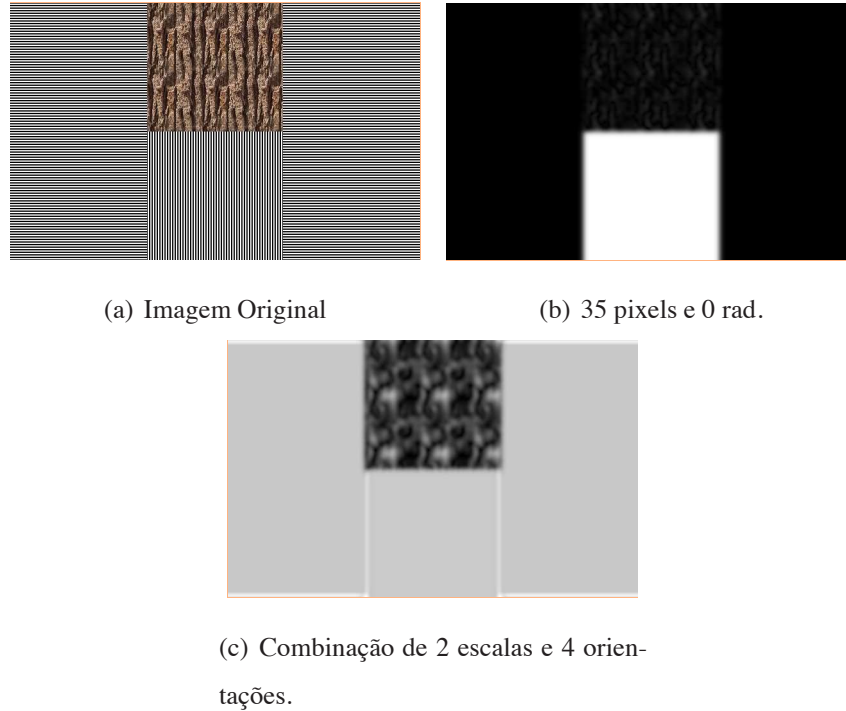 (a) Imagem Original
(b) 35 pixels e 0 rad.
(c) Combinação de 2 escalas e 4 orien-
tações.